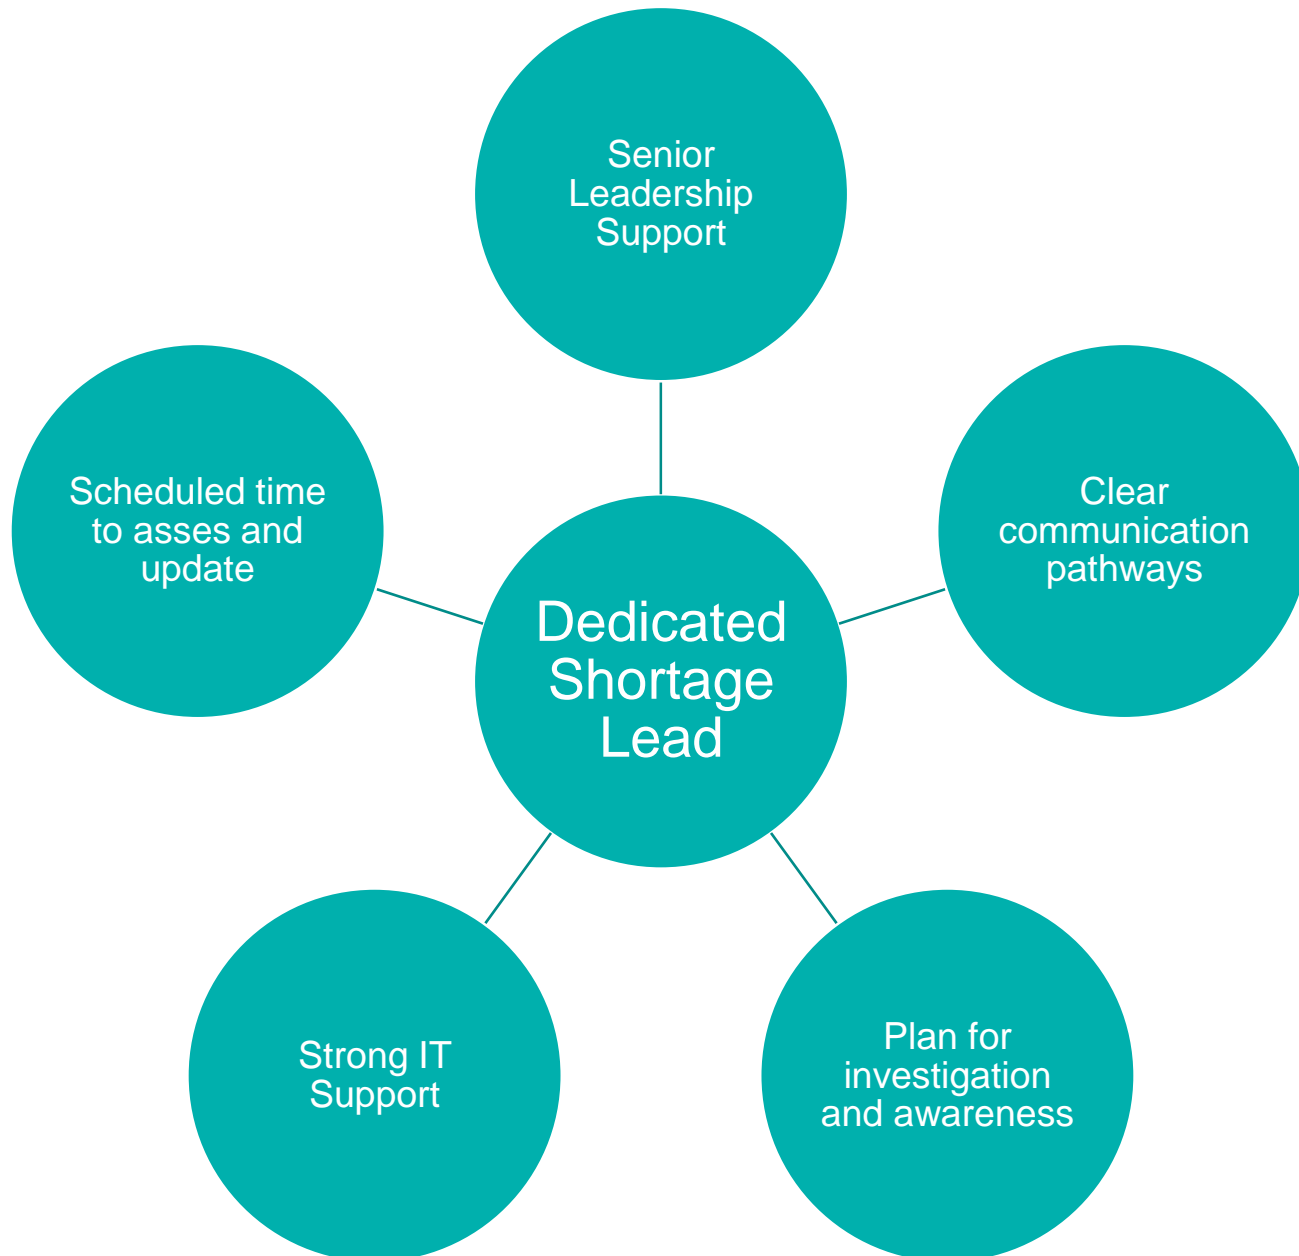 Senior
Leadership
Support
Clear
communication
pathways
Plan for
investigation
and awareness
Strong IT
Support
Scheduled time
to asses and
update
Dedicated
Shortage
Lead